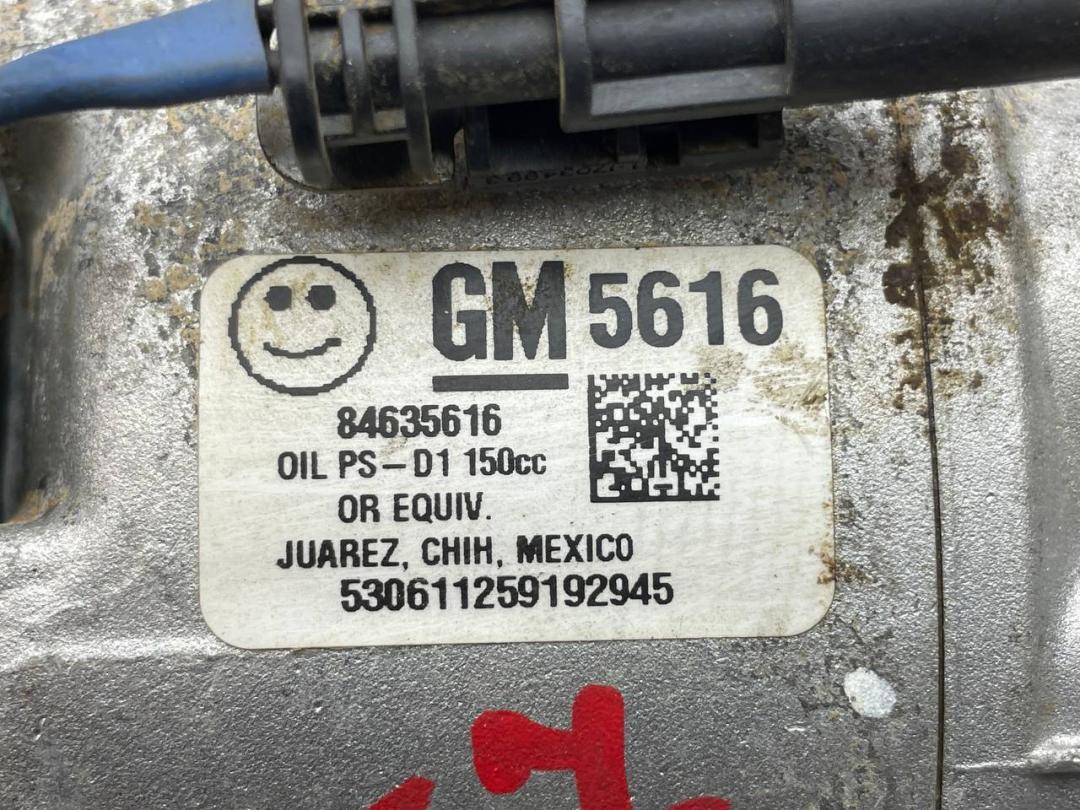 GM 5616
84635616
OIL PS-D1 150cc
OR EQUIV.
JUAREZ, CHIH, MEXICO
530611259192945